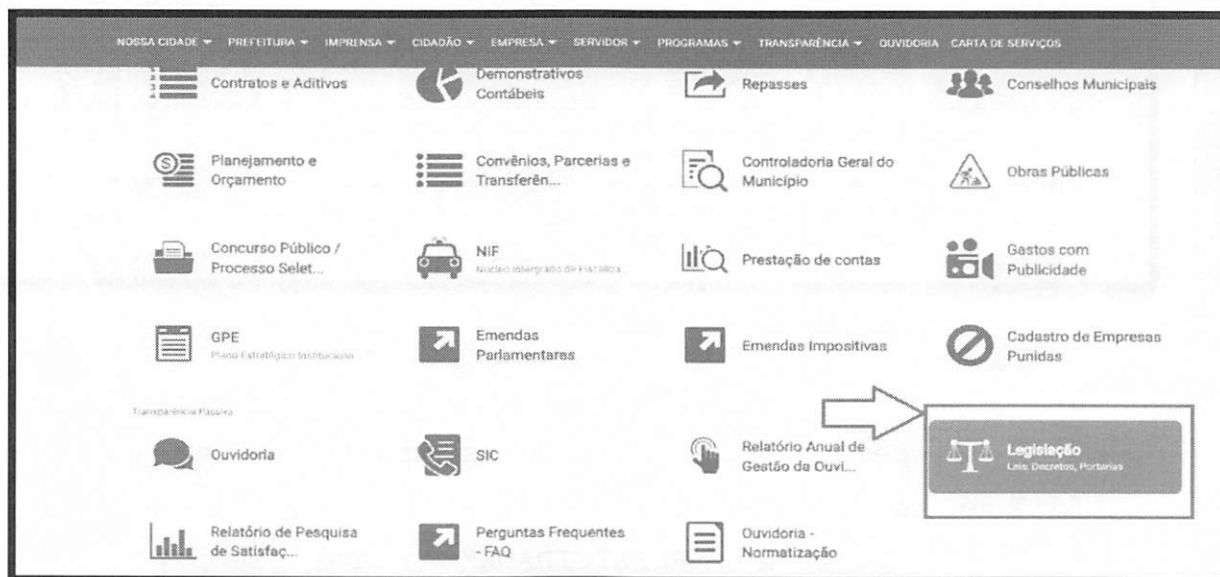 NOSSA CIDADE PREFEITURA IMPRENSA CIDADÃO EMPRESA SERVIDOR PROGRAMAS TRANSPARÊNCIA OUVIDORIA CARTA DE SERVIÇOS
Contratos e Aditivos
Demonstrativos
Contábeis
Repasses
Conselhos Municipais
Planejamento e
Orçamento
Convênios, Parcerias e
Transferên...
Controladoria Geral do
Município
Obras Públicas
Concurso Público /
Processo Selet...
NIF
Núcleo Intergrado de Fiscaliza...
Prestação de contas
Gastos com
Publicidade
GPE
Plano Estratégico Institucional
Emendas
Parlamentares
Emendas Impositivas
Cadastro de Empresas
Punidas
Transparência Passiva
Ouvidoria
SIC
Relatório Anual de
Gestão da Ouvi...
Legislação
Leis, Decretos, Portarias
Relatório de Pesquisa
de Satisfaç...
Perguntas Frequentes
- FAQ
Ouvidoria -
Normatização